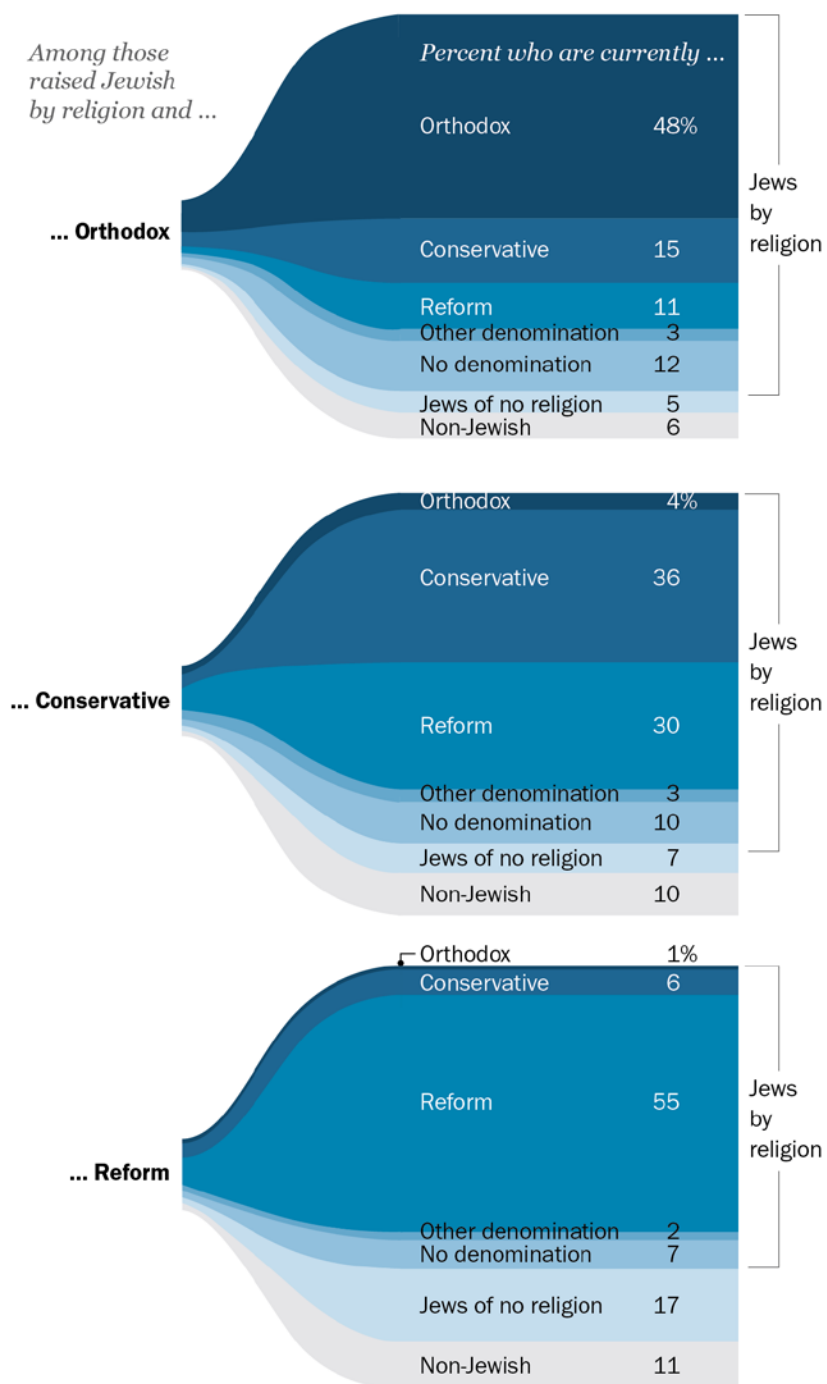 Among those
raised Jewish
by religion and ...
Percent who are currently ...
... Orthodox
Orthodox 48%
Conservative 15
Reform 11
Other denomination 3
No denomination 12
Jews of no religion 5
Non-Jewish 6
Jews
by
religion
... Conservative
Orthodox 4%
Conservative 36
Reform 30
Other denomination 3
No denomination 10
Jews of no religion 7
Non-Jewish 10
Jews
by
religion
... Reform
Orthodox 1%
Conservative 6
Reform 55
Other denomination 2
No denomination 7
Jews of no religion 17
Non-Jewish 11
Jews
by
religion